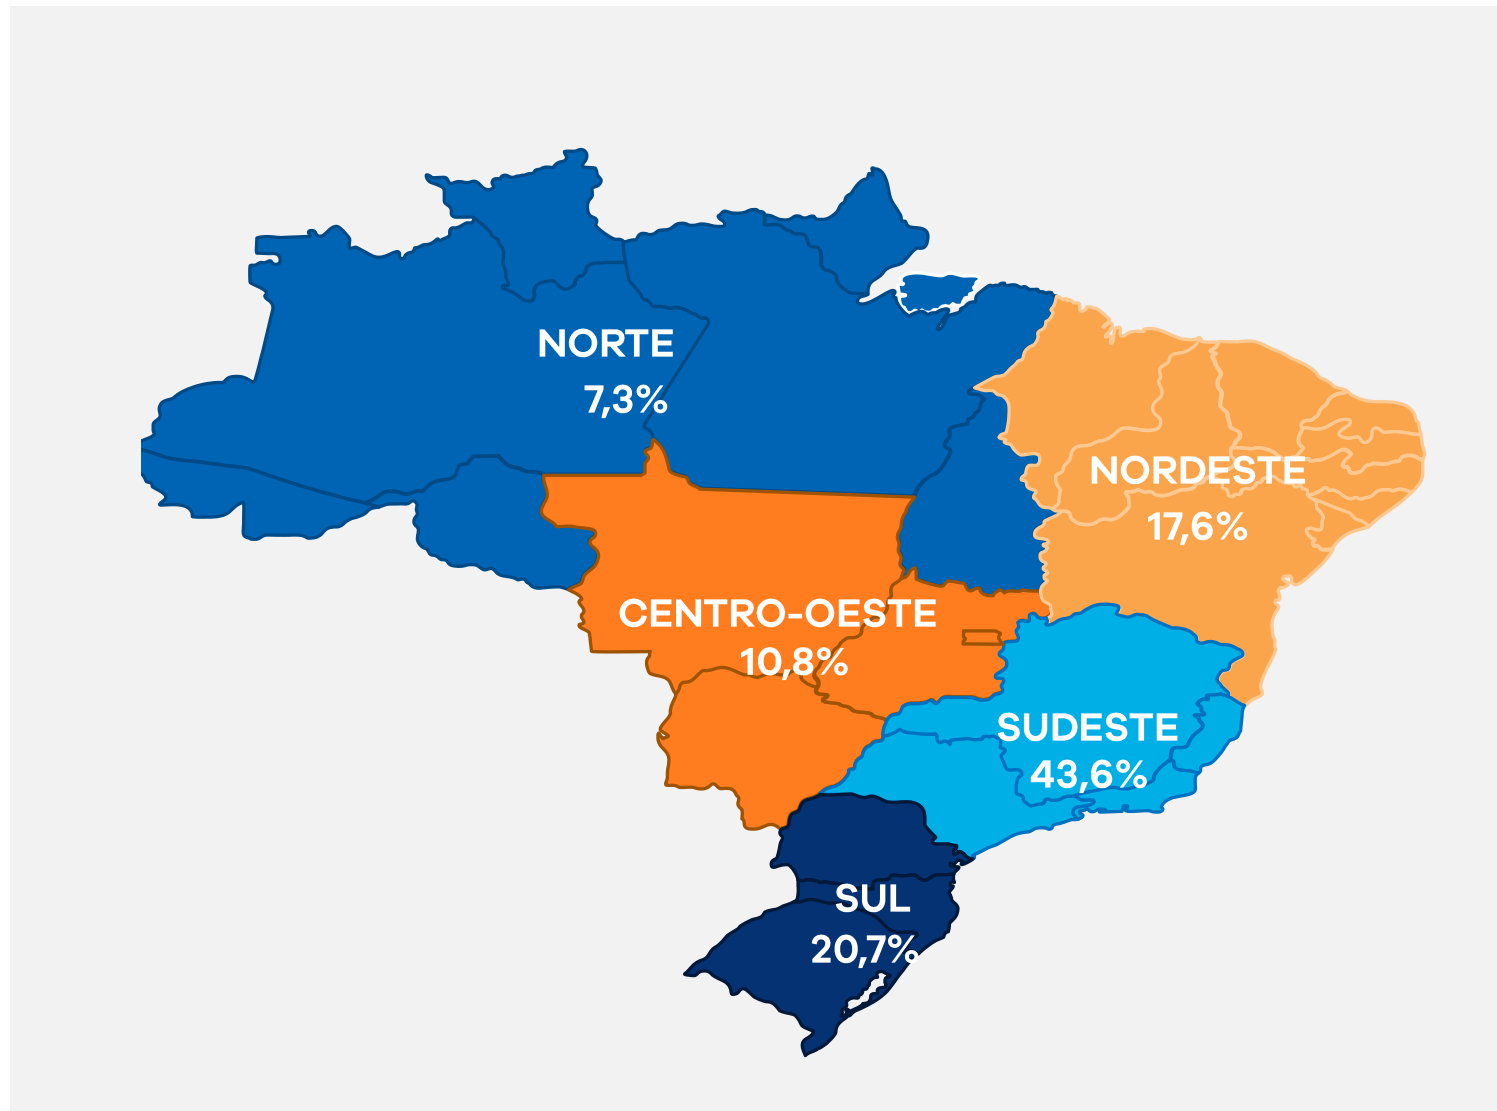 NORTE
7,3%
NORDESTE
17,6%
CENTRO-OESTE
10,8%
SUDESTE
43,6%
SUL
20,7%